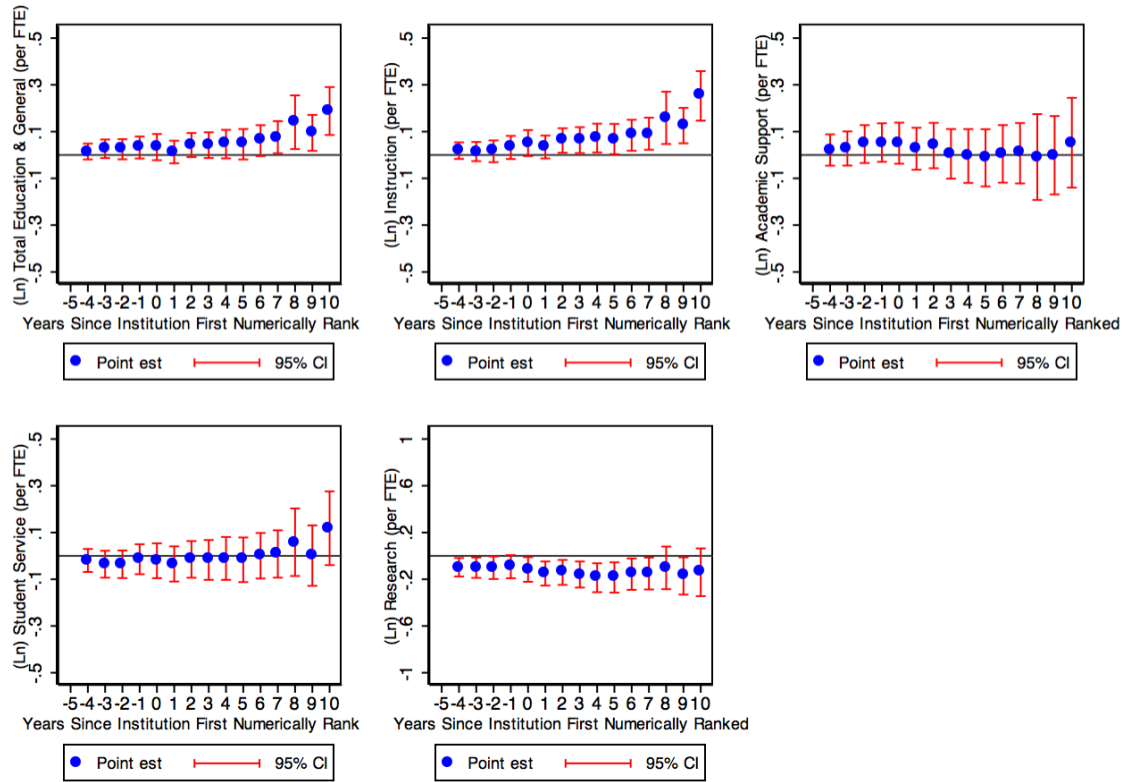 (Ln) Total Education & General (per FTE)
.5
.3
.1
-.1
-.3
-.5
-5 -4 -3 -2 -1 0 1 2 3 4 5 6 7 8 9 10
Years Since Institution First Numerically Rank
Point est 95% CI
(Ln) Instruction (per FTE)
.5
.3
.1
-.1
-.3
-.5
-5 -4 -3 -2 -1 0 1 2 3 4 5 6 7 8 9 10
Years Since Institution First Numerically Rank
Point est 95% CI
(Ln) Academic Support (per FTE)
.5
.3
.1
-.1
-.3
-.5
-5 -4 -3 -2 -1 0 1 2 3 4 5 6 7 8 9 10
Years Since Institution First Numerically Ranked
Point est 95% CI
(Ln) Student Service (per FTE)
.5
.3
.1
-.1
-.3
-.5
-5 -4 -3 -2 -1 0 1 2 3 4 5 6 7 8 9 10
Years Since Institution First Numerically Rank
Point est 95% CI
(Ln) Research (per FTE)
1
.6
.2
-.2
-.6
-1
-5 -4 -3 -2 -1 0 1 2 3 4 5 6 7 8 9 10
Years Since Institution First Numerically Ranked
Point est 95% CI